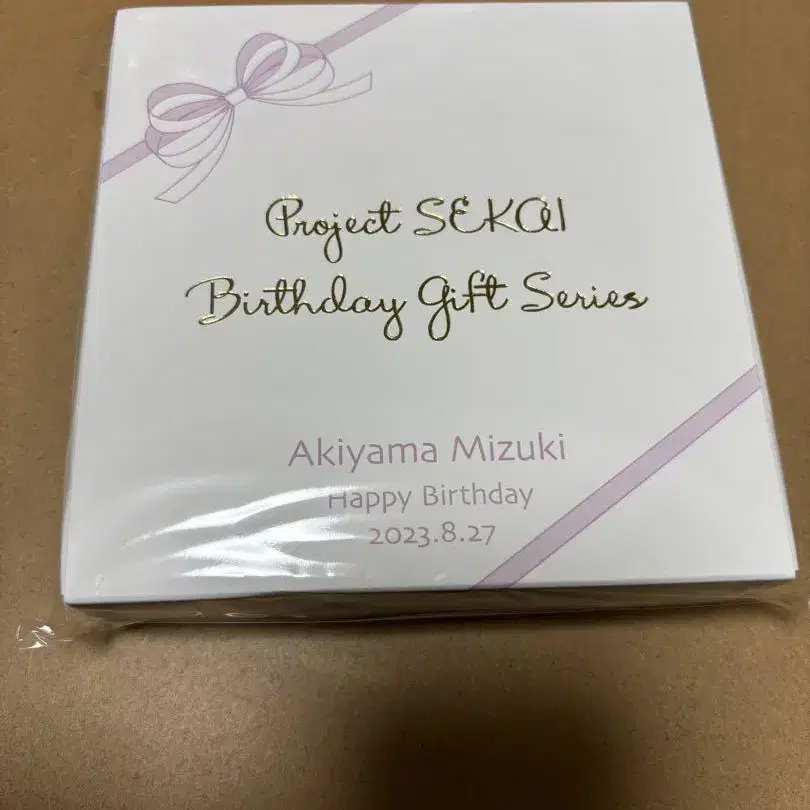 Project SEKAI
Birthday Gift Series
Akiyama Mizuki
Happy Birthday
2023.8.27